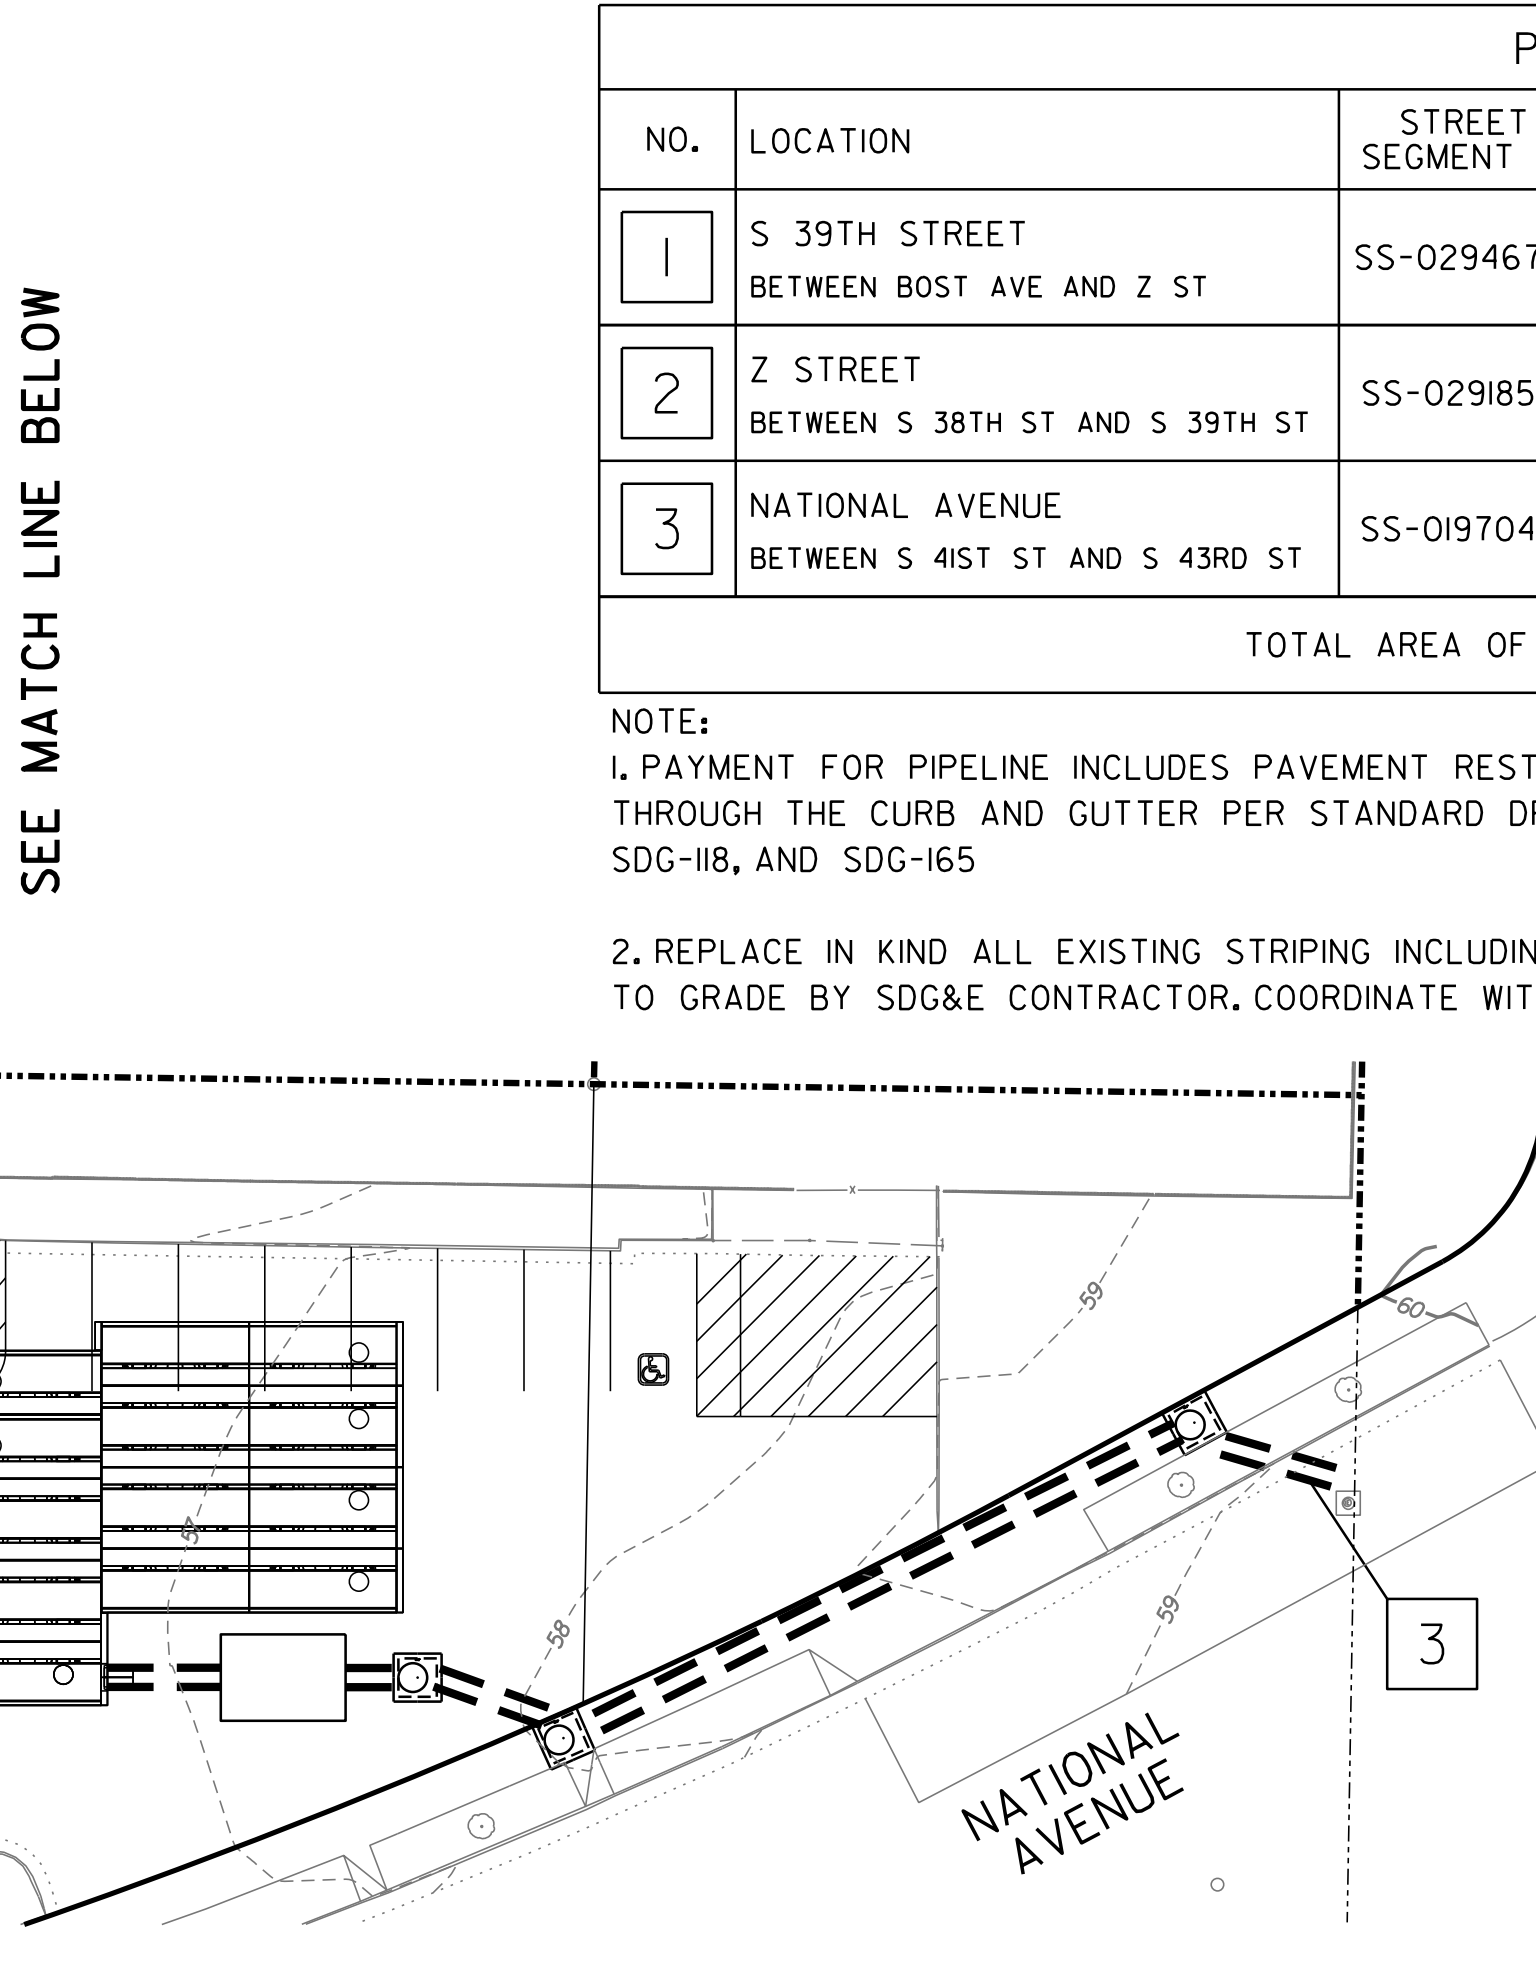 SEE MATCH LINE BELOW
P
NO.
LOCATION
STREET
SEGMENT
1
S 39TH STREET
BETWEEN BOST AVE AND Z ST
SS-029467
2
Z STREET
BETWEEN S 38TH ST AND S 39TH ST
SS-029185
3
NATIONAL AVENUE
BETWEEN S 41ST ST AND S 43RD ST
SS-019704
TOTAL AREA OF
NOTE:
1. PAYMENT FOR PIPELINE INCLUDES PAVEMENT REST
THROUGH THE CURB AND GUTTER PER STANDARD DR
SDG-118, AND SDG-165
2. REPLACE IN KIND ALL EXISTING STRIPING INCLUDIN
TO GRADE BY SDG&E CONTRACTOR. COORDINATE WIT
x
59
60
57
58
59
3
NATIONAL
AVENUE